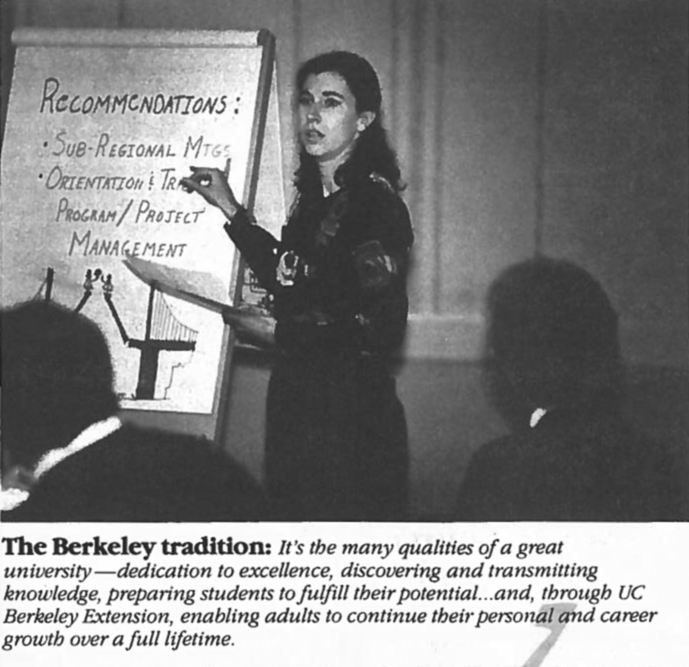 RECOMMENDATIONS:
• SUB-REGIONAL MTGS
• ORIENTATION & TRA
PROGRAM/PROJECT
MANAGEMENT
The Berkeley tradition: It's the many qualities of a great
university—dedication to excellence, discovering and transmitting
knowledge, preparing students to fulfill their potential...and, through UC
Berkeley Extension, enabling adults to continue their personal and career
growth over a full lifetime.